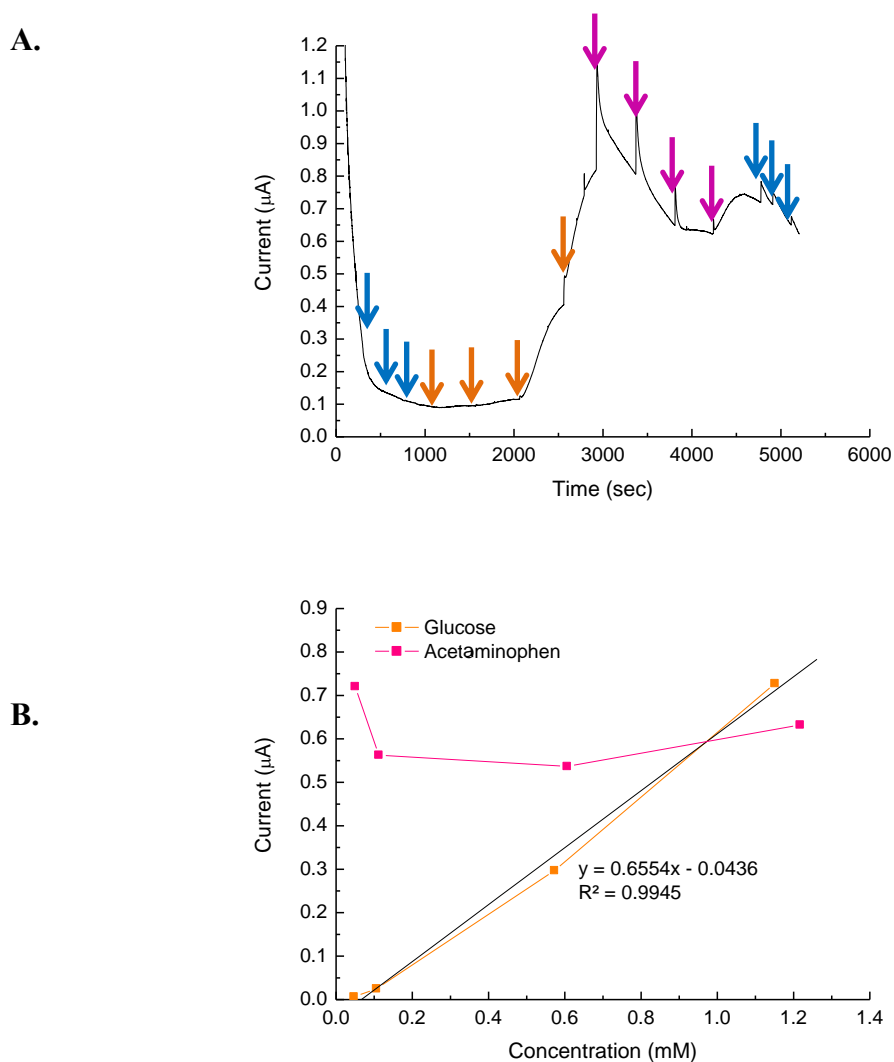 A.
1.2
1.1
1.0
0.9
0.8
0.7
0.6
0.5
0.4
0.3
0.2
0.1
0.0
Current (μA)
0 1000 2000 3000 4000 5000 6000
Time (sec)
B.
0.9
0.8
0.7
0.6
0.5
0.4
0.3
0.2
0.1
0.0
Current (μA)
Glucose
Acetaminophen
y = 0.6554x - 0.0436
R² = 0.9945
0.0 0.2 0.4 0.6 0.8 1.0 1.2 1.4
Concentration (mM)